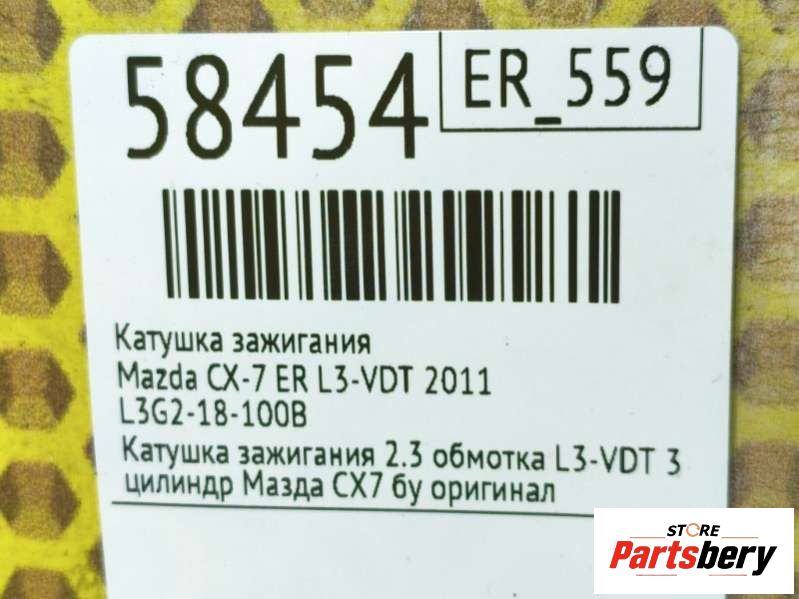 58454
ER_559
Катушка зажигания
Mazda CX-7 ER L3-VDT 2011
L3G2-18-100B
Катушка зажигания 2.3 обмотка L3-VDT 3
цилиндр Мазда CX7 бу оригинал
STORE
Partsbery